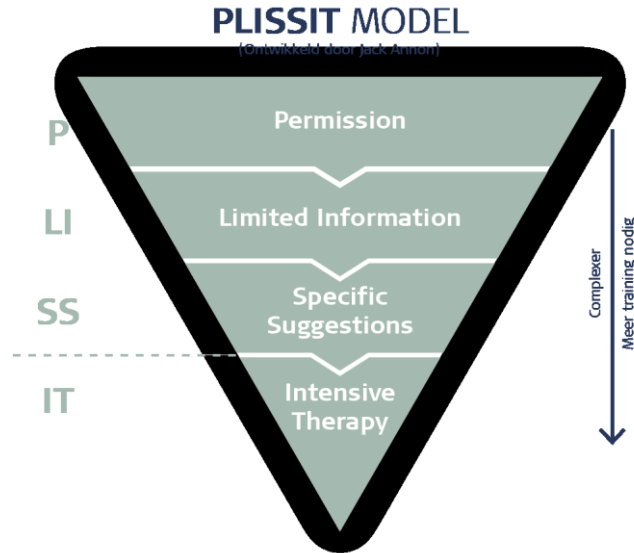 PLISSIT MODEL
(Ontwikkeld door Jack Annon)
P
Permission
LI
Limited Information
SS
Specific
Suggestions
IT
Intensive
Therapy
Complexer
Meer training nodig